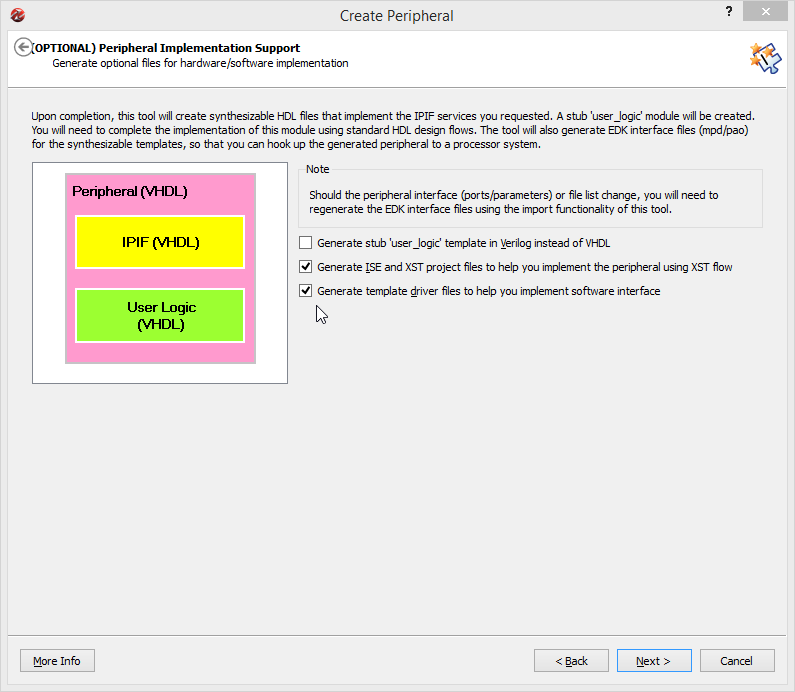 Create Peripheral
?
(OPTIONAL) Peripheral Implementation Support
Generate optional files for hardware/software implementation
Upon completion, this tool will create synthesizable HDL files that implement the IPIF services you requested. A stub 'user_logic' module will be created.
You will need to complete the implementation of this module using standard HDL design flows. The tool will also generate EDK interface files (mpd/pao)
for the synthesizable templates, so that you can hook up the generated peripheral to a processor system.
Peripheral (VHDL)
IPIF (VHDL)
User Logic
(VHDL)
Note
Should the peripheral interface (ports/parameters) or file list change, you will need to
regenerate the EDK interface files using the import functionality of this tool.
Generate stub 'user_logic' template in Verilog instead of VHDL
Generate ISE and XST project files to help you implement the peripheral using XST flow
Generate template driver files to help you implement software interface
More Info
< Back
Next >
Cancel